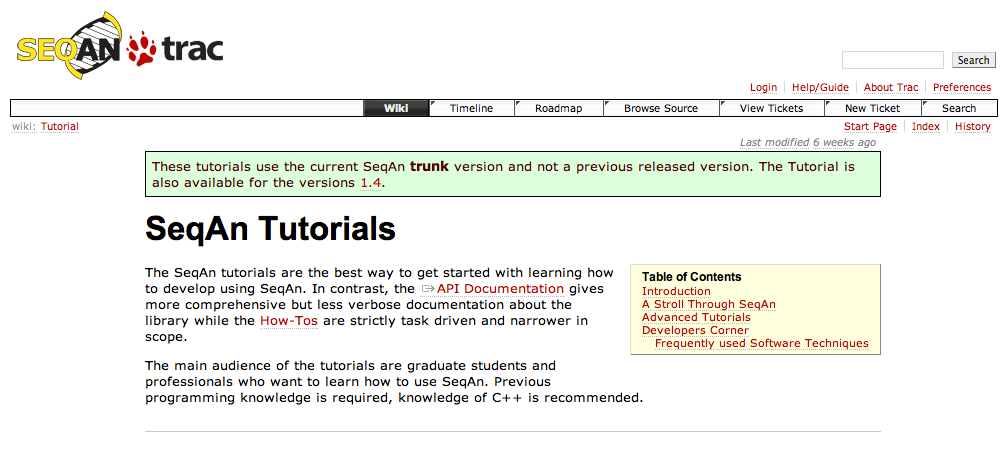 SEQAN trac
Search
Login Help/Guide About Trac Preferences
Wiki Timeline Roadmap Browse Source View Tickets New Ticket Search
wiki: Tutorial
Start Page Index History
Last modified 6 weeks ago
These tutorials use the current SeqAn trunk version and not a previous released version. The Tutorial is
also available for the versions 1.4.
SeqAn Tutorials
The SeqAn tutorials are the best way to get started with learning how
to develop using SeqAn. In contrast, the API Documentation gives
more comprehensive but less verbose documentation about the
library while the How-Tos are strictly task driven and narrower in
scope.
Table of Contents
Introduction
A Stroll Through SeqAn
Advanced Tutorials
Developers Corner
Frequently used Software Techniques
The main audience of the tutorials are graduate students and
professionals who want to learn how to use SeqAn. Previous
programming knowledge is required, knowledge of C++ is recommended.